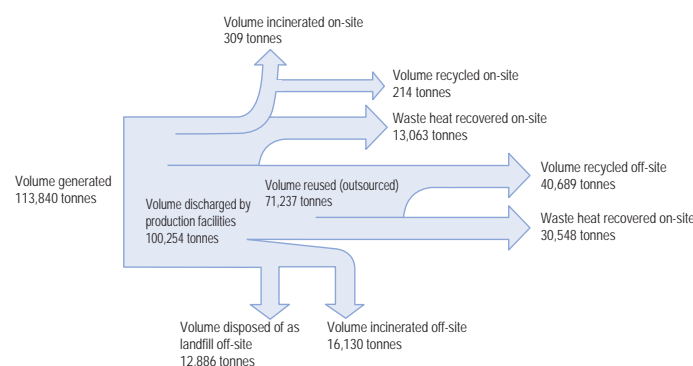 Volume incinerated on-site
309 tonnes
Volume recycled on-site
214 tonnes
Waste heat recovered on-site
13,063 tonnes
Volume generated
113,840 tonnes
Volume discharged by
production facilities
100,254 tonnes
Volume reused (outsourced)
71,237 tonnes
Volume recycled off-site
40,689 tonnes
Waste heat recovered on-site
30,548 tonnes
Volume disposed of as
landfill off-site
12,886 tonnes
Volume incinerated off-site
16,130 tonnes